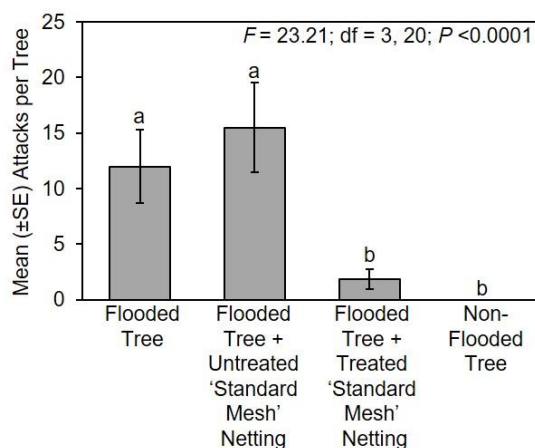 25
F = 23.21; df = 3, 20; P <0.0001
20
15
10
5
0
Mean (±SE) Attacks per Tree
a
a
b
b
Flooded
Tree
Flooded
Tree +
Untreated
‘Standard
Mesh’
Netting
Flooded
Tree +
Treated
‘Standard
Mesh’
Netting
Non-
Flooded
Tree